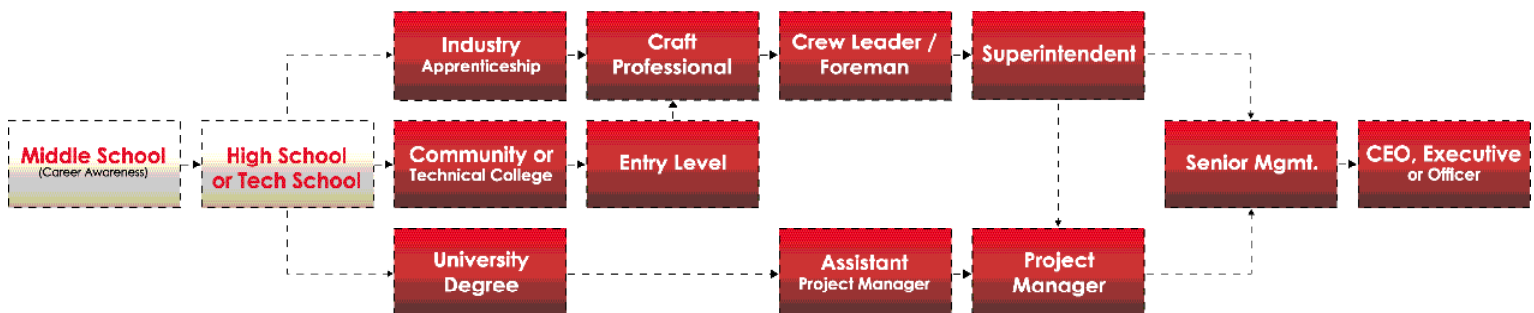 Industry
Apprenticeship
Craft
Professional
Crew Leader /
Foreman
Superintendent
Middle School
(Career Awareness)
High School
or Tech School
Community or
Technical College
Entry Level
Senior Mgmt.
CEO, Executive
or Officer
University
Degree
Assistant
Project Manager
Project
Manager